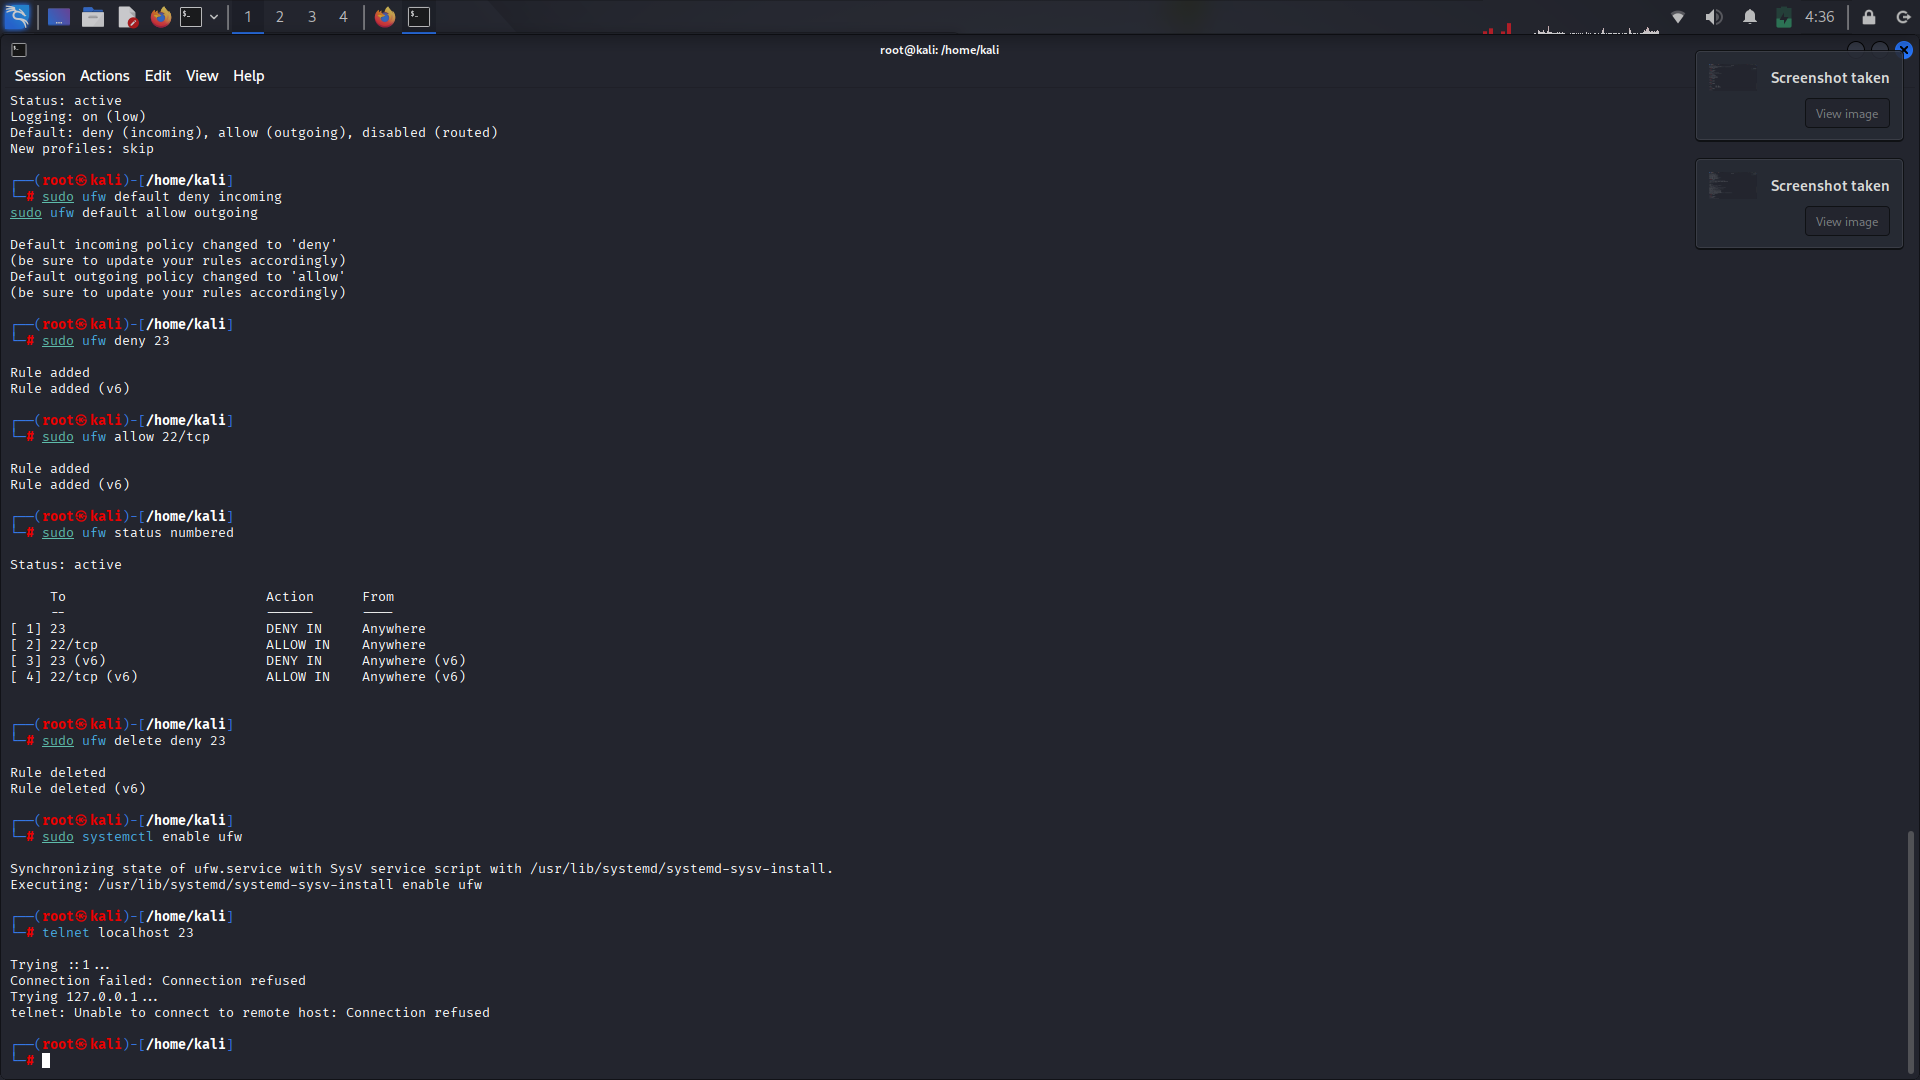 1 2 3 4 4:36
root@kali: /home/kali
Session Actions Edit View Help
Screenshot taken
View image
Screenshot taken
View image
Status: active
Logging: on (low)
Default: deny (incoming), allow (outgoing), disabled (routed)
New profiles: skip
┌──(root㉿kali)-[/home/kali]
└─# sudo ufw default deny incoming
sudo ufw default allow outgoing
Default incoming policy changed to 'deny'
(be sure to update your rules accordingly)
Default outgoing policy changed to 'allow'
(be sure to update your rules accordingly)
┌──(root㉿kali)-[/home/kali]
└─# sudo ufw deny 23
Rule added
Rule added (v6)
┌──(root㉿kali)-[/home/kali]
└─# sudo ufw allow 22/tcp
Rule added
Rule added (v6)
┌──(root㉿kali)-[/home/kali]
└─# sudo ufw status numbered
Status: active
     To                         Action      From
     --                         ------      ----
[ 1] 23                         DENY IN     Anywhere
[ 2] 22/tcp                     ALLOW IN    Anywhere
[ 3] 23 (v6)                    DENY IN     Anywhere (v6)
[ 4] 22/tcp (v6)                ALLOW IN    Anywhere (v6)
┌──(root㉿kali)-[/home/kali]
└─# sudo ufw delete deny 23
Rule deleted
Rule deleted (v6)
┌──(root㉿kali)-[/home/kali]
└─# sudo systemctl enable ufw
Synchronizing state of ufw.service with SysV service script with /usr/lib/systemd/systemd-sysv-install.
Executing: /usr/lib/systemd/systemd-sysv-install enable ufw
┌──(root㉿kali)-[/home/kali]
└─# telnet localhost 23
Trying ::1...
Connection failed: Connection refused
Trying 127.0.0.1...
telnet: Unable to connect to remote host: Connection refused
┌──(root㉿kali)-[/home/kali]
└─#